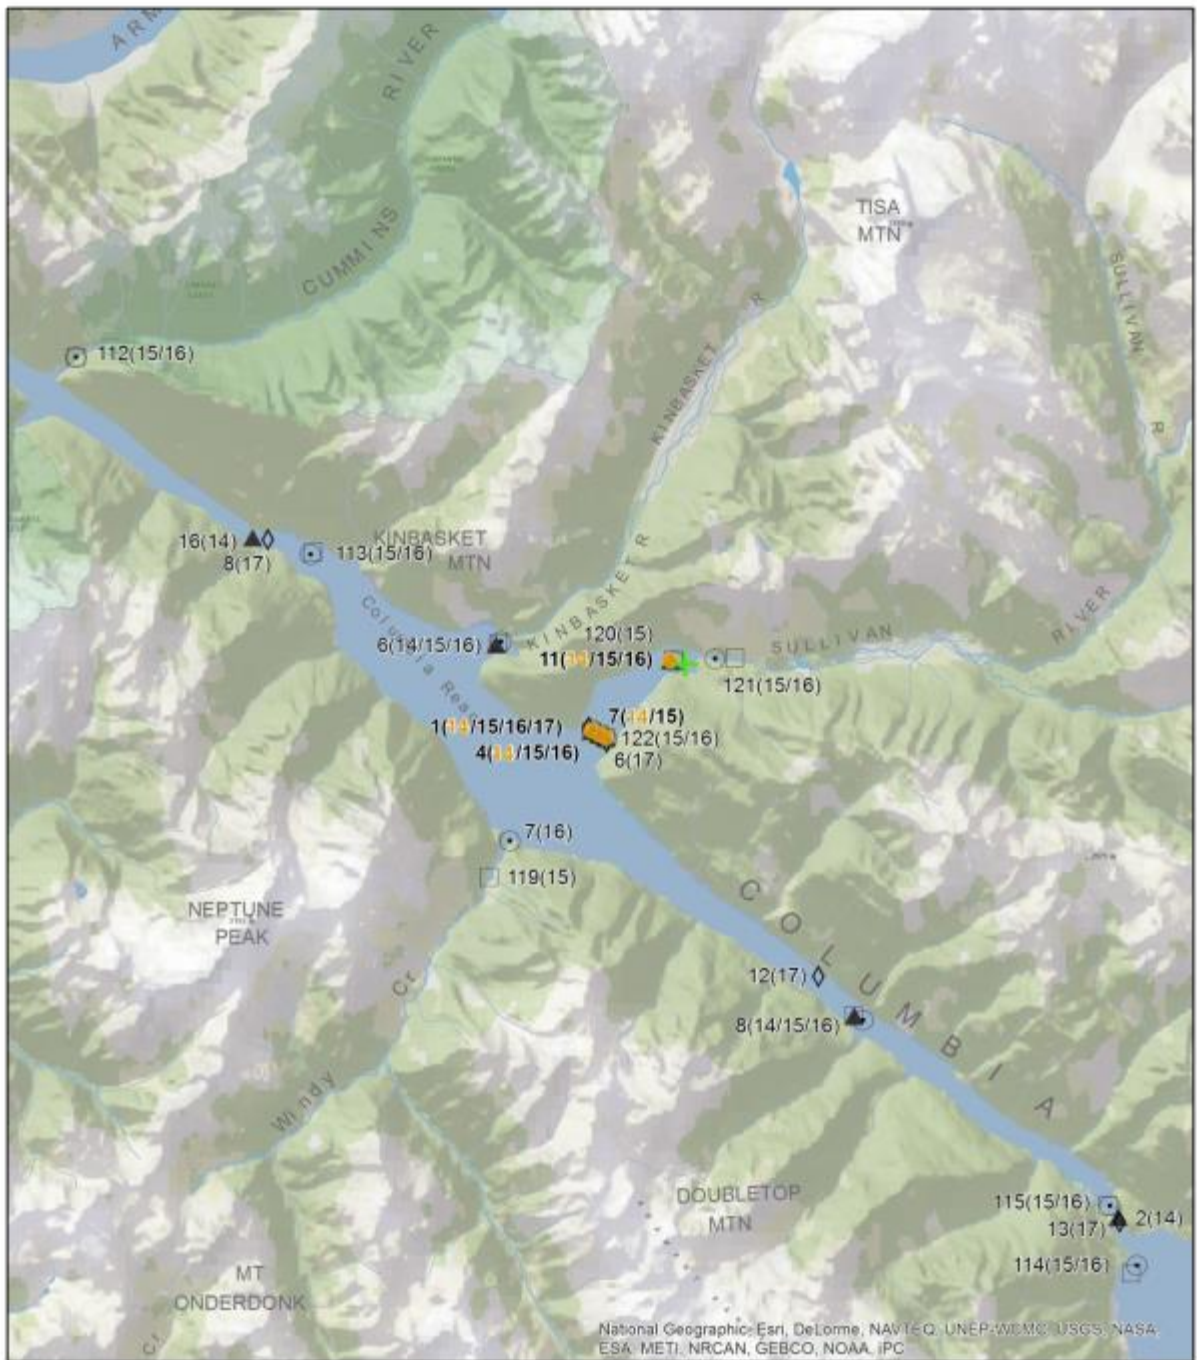 ARM
RIVER
CUMMINS
TISA
MTN
SULLIVAN
R
KINBASKET R
112(15/16)
16(14)
8(17)
KINBASKET
MTN
113(15/16)
KINBASKET R
6(14/15/16)
120(15)
11(14/15/16)
SULLIVAN
RIVER
121(15/16)
1(14/15/16/17)
7(14/15)
122(15/16)
4(14/15/16)
6(17)
7(16)
119(15)
NEPTUNE
PEAK
COLUMBIA
Windy Cr
12(17)
8(14/15/16)
DOUBLETOP
MTN
115(15/16)
2(14)
13(17)
114(15/16)
MT
ONDERDONK
Cr
National Geographic, Esri, DeLorme, NAVTEQ, UNEP-WCMC, USGS, NASA,
ESA, METI, NRCAN, GEBCO, NOAA, iPC